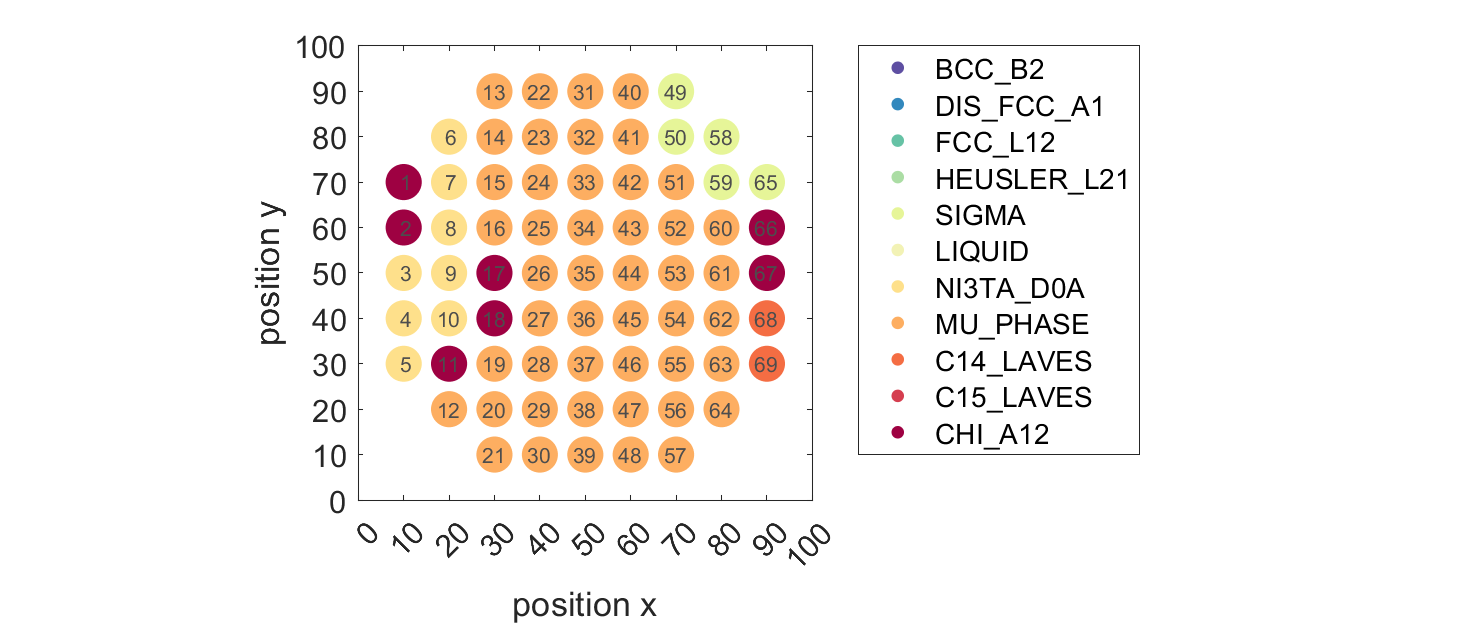 100
13 22 31 40 49
90
6 14 23 32 41 50 58
80
1 7 15 24 33 42 51 59 65
70
2 8 16 25 34 43 52 60 66
60
3 9 17 26 35 44 53 61 67
50
4 10 18 27 36 45 54 62 68
40
5 11 19 28 37 46 55 63 69
30
12 20 29 38 47 56 64
20
21 30 39 48 57
10
0
position y
0 10 20 30 40 50 60 70 80 90 100
position x
BCC_B2
DIS_FCC_A1
FCC_L12
HEUSLER_L21
SIGMA
LIQUID
NI3TA_D0A
MU_PHASE
C14_LAVES
C15_LAVES
CHI_A12